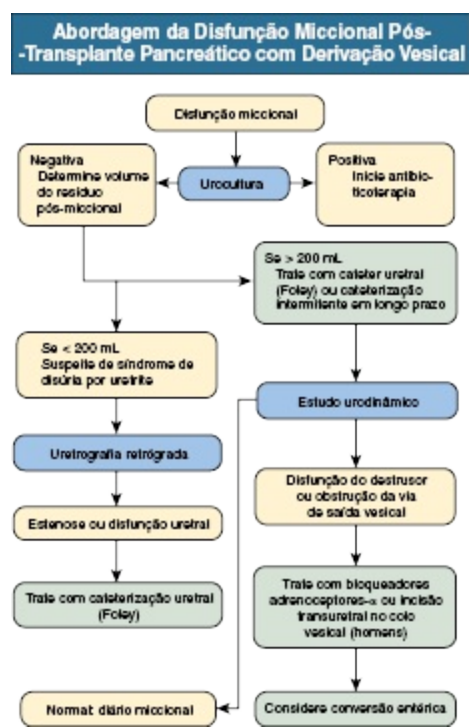 Abordagem da Disfunção Miccional Pós-
-Transplante Pancreático com Derivação Vesical
Disfunção miccional
Negativa
Determine volume
do resíduo
pós-miccional
Urocultura
Positiva
Inicie antibio-
ticoterapia
Se > 200 mL
Trate com cateter uretral
(Foley) ou cateterização
intermitente em longo prazo
Se < 200 mL
Suspeite de síndrome de
disúria por uretrite
Estudo urodinâmico
Uretrografia retrógrada
Disfunção do destrusor
ou obstrução da via
de saída vesical
Estenose ou disfunção uretral
Trate com cateterização uretral
(Foley)
Trate com bloqueadores
adrenoceptores-α ou incisão
transuretral no colo
vesical (homens)
Normal: diário miccional
Considere conversão entérica